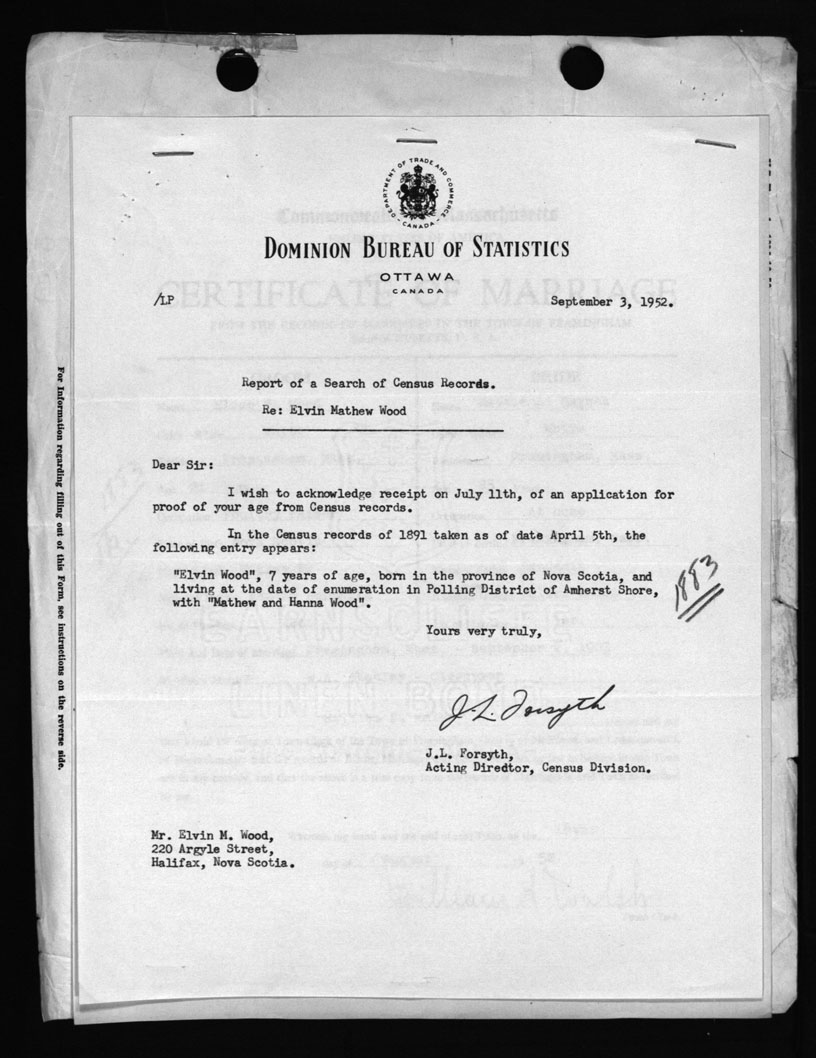 DEPARTMENT OF TRADE AND COMMERCE
CANADA
DOMINION BUREAU OF STATISTICS
OTTAWA
CANADA
CERTIFICATE OF MARRIAGE
/LP
September 3, 1952.
Report of a Search of Census Records.
Re: Elvin Mathew Wood
Dear Sir:
I wish to acknowledge receipt on July 11th, of an application for
proof of your age from Census records.
In the Census records of 1891 taken as of date April 5th, the
following entry appears:
"Elvin Wood", 7 years of age, born in the province of Nova Scotia, and
living at the date of enumeration in Polling District of Amherst Shore,
with "Mathew and Hanna Wood".
1883
Yours very truly,
J.L. Forsyth
J.L. Forsyth,
Acting Diredtor, Census Division.
Mr. Elvin M. Wood,
220 Argyle Street,
Halifax, Nova Scotia.
For Information regarding filling out of this Form, see instructions on the reverse side.